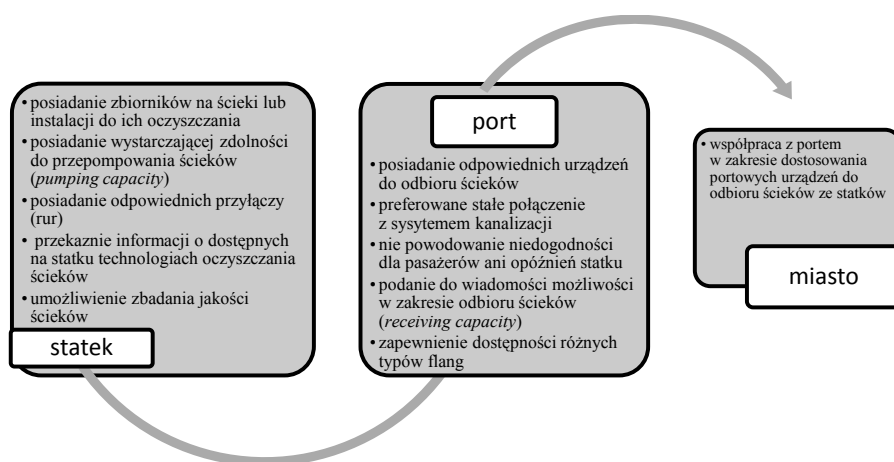 • posiadanie zbiorników na ścieki lub
instalacji do ich oczyszczania
• posiadanie wystarczającej zdolności
do przepompowania ścieków
(pumping capacity)
• posiadanie odpowiednich przyłączy
(rur)
• przekaznie informacji o dostępnych
na statku technologiach oczyszczania
ścieków
• umożliwienie zbadania jakości
ścieków
statek
port
• posiadanie odpowiednich urządzeń
do odbioru ścieków
• preferowane stałe połączenie
z sysytemem kanalizacji
• nie powodowanie niedogodności
dla pasażerów ani opóźnień statku
• podanie do wiadomości możliwości
w zakresie odbioru ścieków
(receiving capacity)
• zapewnienie dostępności różnych
typów flang
• współpraca z portem
w zakresie dostosowania
portowych urządzeń do
odbioru ścieków ze statków
miasto